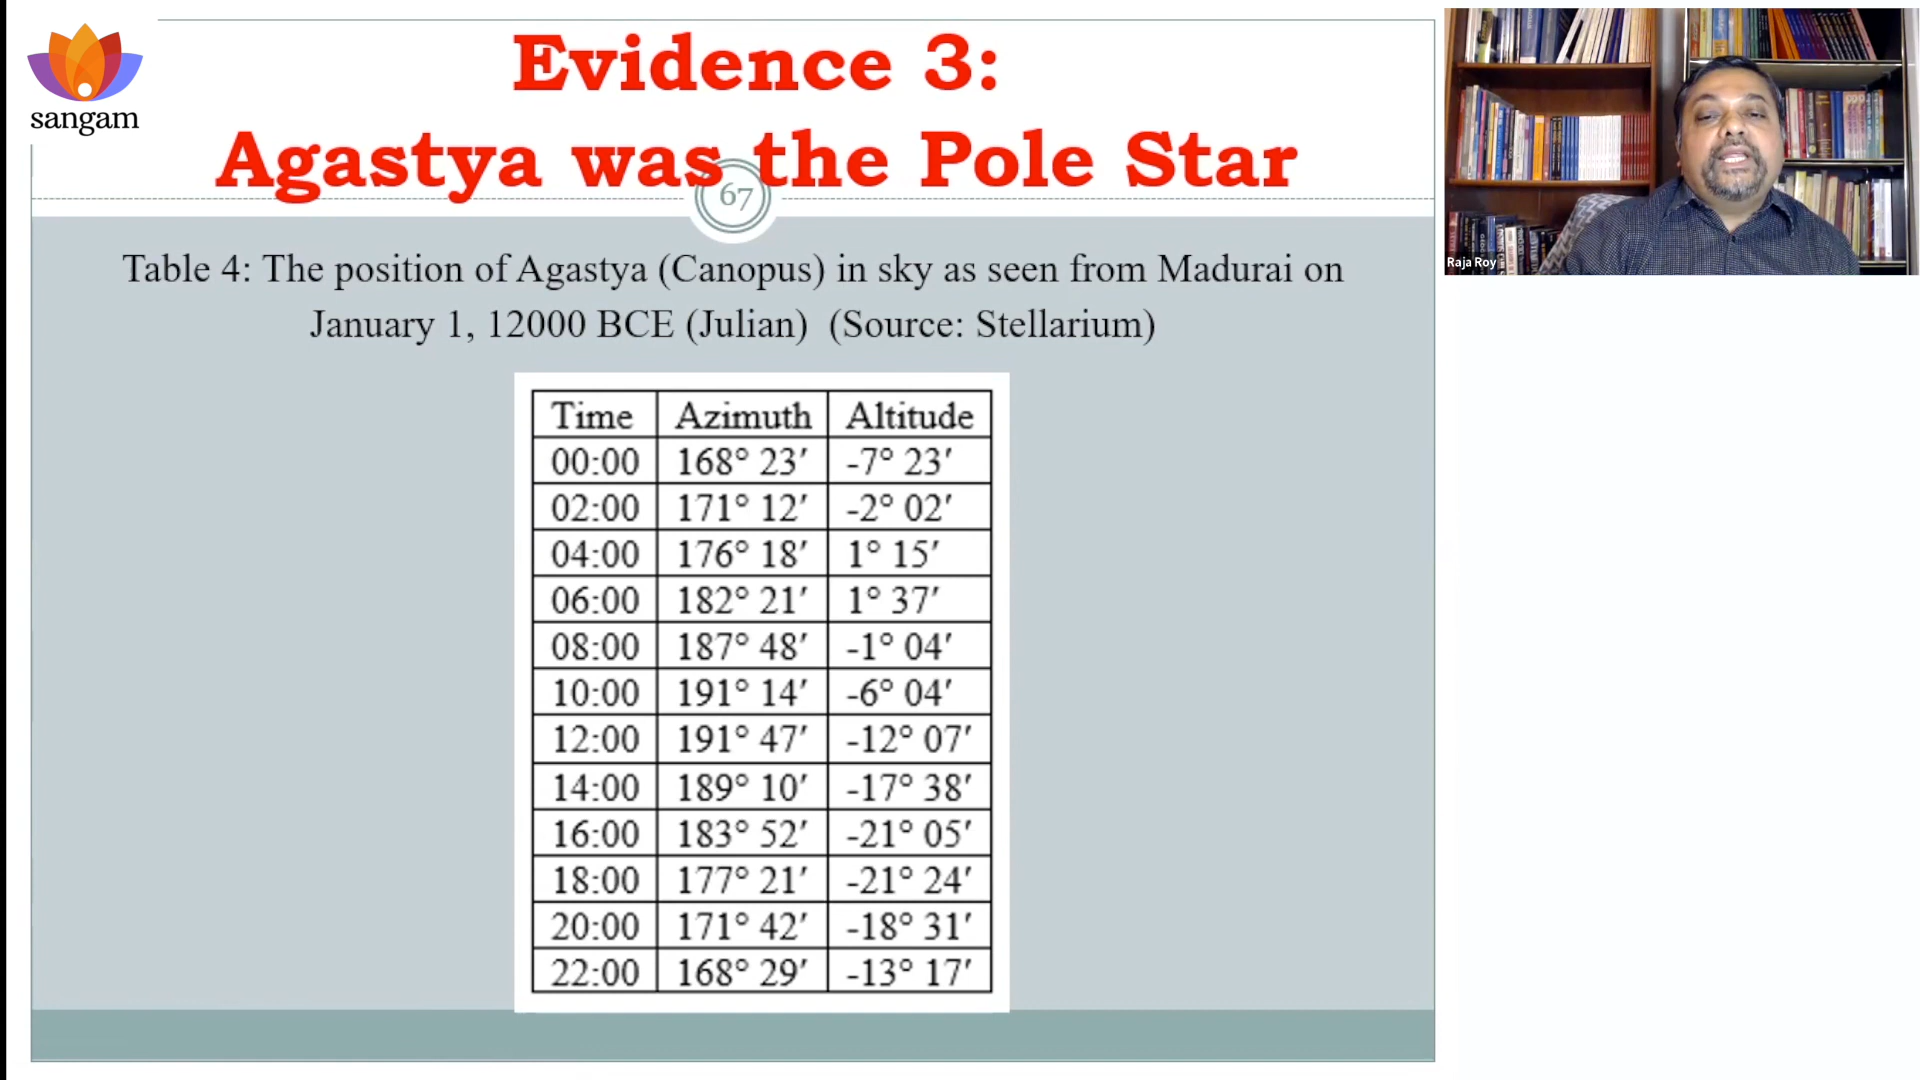 sangam
Evidence 3:
Agastya was the Pole Star
67
Table 4: The position of Agastya (Canopus) in sky as seen from Madurai on
January 1, 12000 BCE (Julian) (Source: Stellarium)
Time Azimuth Altitude
00:00 168° 23′ -7° 23′
02:00 171° 12′ -2° 02′
04:00 176° 18′ 1° 15′
06:00 182° 21′ 1° 37′
08:00 187° 48′ -1° 04′
10:00 191° 14′ -6° 04′
12:00 191° 47′ -12° 07′
14:00 189° 10′ -17° 38′
16:00 183° 52′ -21° 05′
18:00 177° 21′ -21° 24′
20:00 171° 42′ -18° 31′
22:00 168° 29′ -13° 17′
Raja Roy